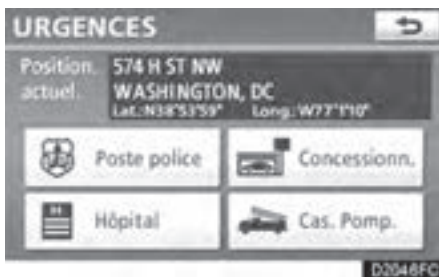 URGENCES
Position. 574 H ST NW
actuel. WASHINGTON, DC
Lat.:N38°53'59" Long.:W77°1'10"
Poste police
Concessionn.
Hôpital
Cas. Pomp.
D2046FC